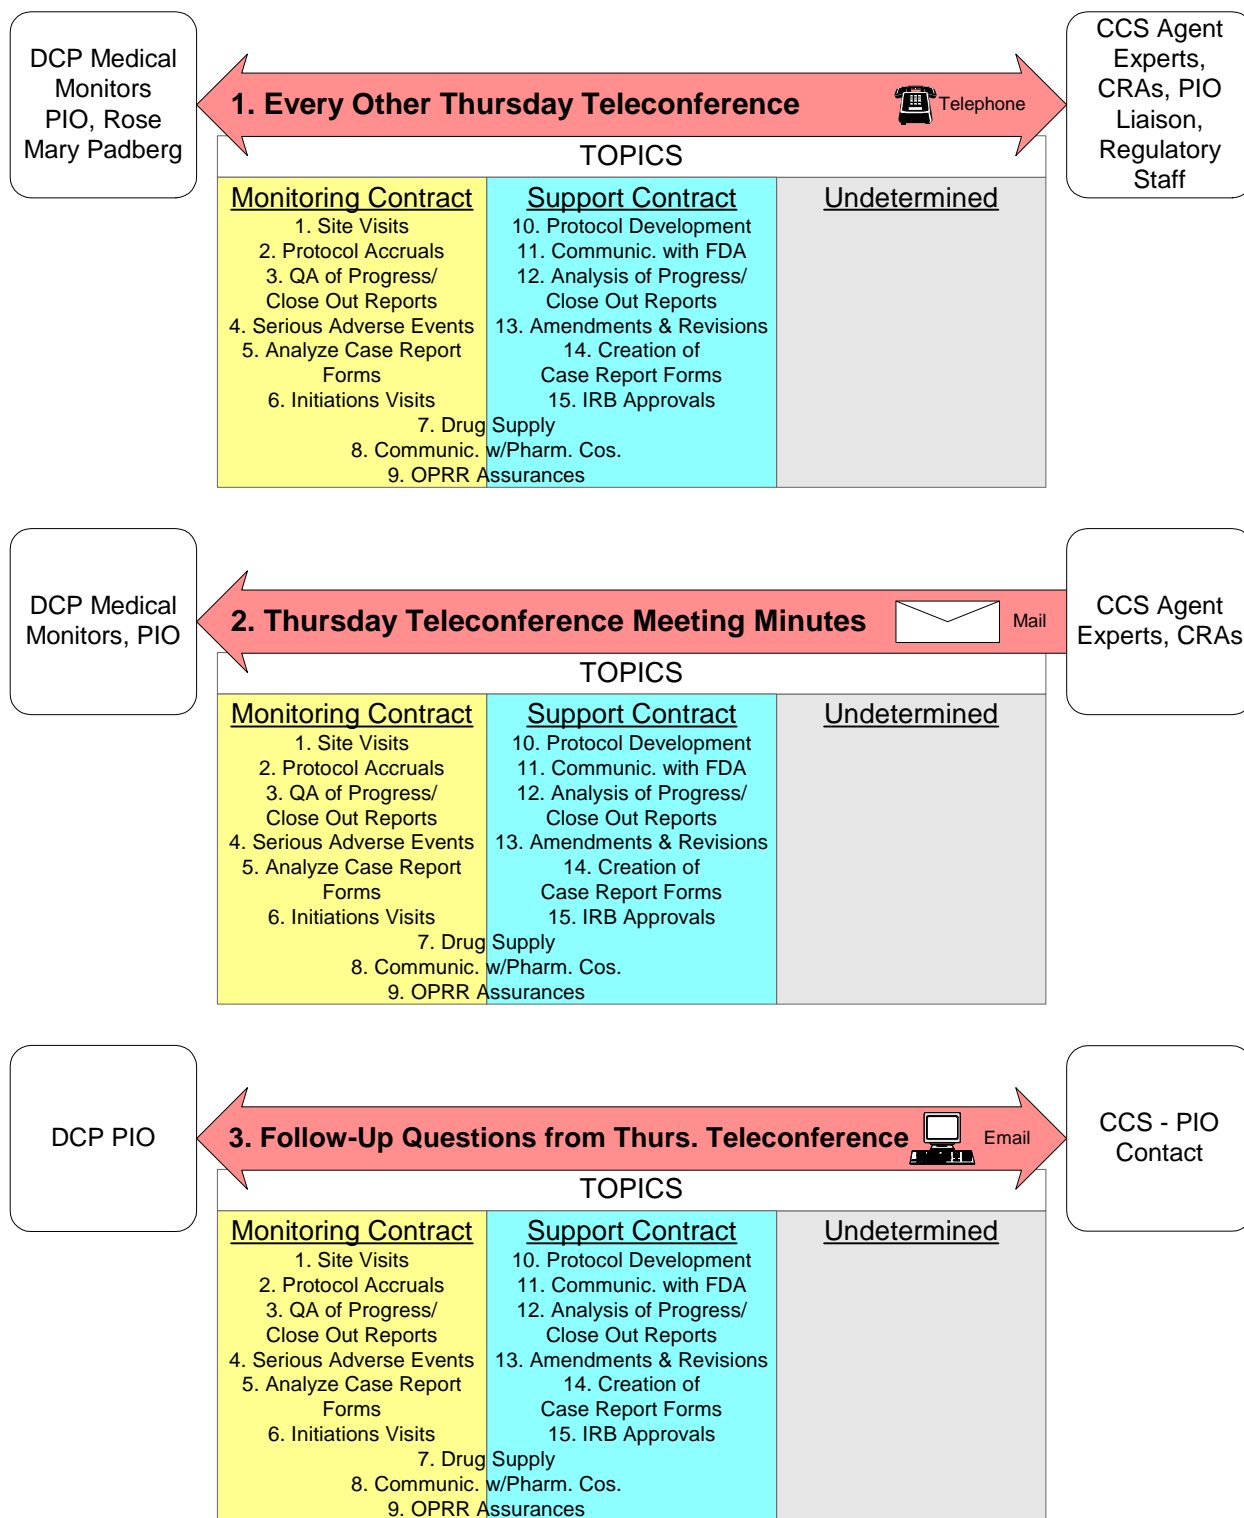 DCP Medical
Monitors
PIO, Rose
Mary Padberg
1. Every Other Thursday Teleconference
Telephone
CCS Agent
Experts,
CRAs, PIO
Liaison,
Regulatory
Staff
TOPICS
Monitoring Contract
1. Site Visits
2. Protocol Accruals
3. QA of Progress/
Close Out Reports
4. Serious Adverse Events
5. Analyze Case Report
Forms
6. Initiations Visits
Support Contract
10. Protocol Development
11. Communic. with FDA
12. Analysis of Progress/
Close Out Reports
13. Amendments & Revisions
14. Creation of
Case Report Forms
15. IRB Approvals
7. Drug Supply
8. Communic. w/Pharm. Cos.
9. OPRR Assurances
Undetermined
DCP Medical
Monitors, PIO
2. Thursday Teleconference Meeting Minutes
Mail
CCS Agent
Experts, CRAs
TOPICS
Monitoring Contract
1. Site Visits
2. Protocol Accruals
3. QA of Progress/
Close Out Reports
4. Serious Adverse Events
5. Analyze Case Report
Forms
6. Initiations Visits
Support Contract
10. Protocol Development
11. Communic. with FDA
12. Analysis of Progress/
Close Out Reports
13. Amendments & Revisions
14. Creation of
Case Report Forms
15. IRB Approvals
7. Drug Supply
8. Communic. w/Pharm. Cos.
9. OPRR Assurances
Undetermined
DCP PIO
3. Follow-Up Questions from Thurs. Teleconference
Email
CCS - PIO
Contact
TOPICS
Monitoring Contract
1. Site Visits
2. Protocol Accruals
3. QA of Progress/
Close Out Reports
4. Serious Adverse Events
5. Analyze Case Report
Forms
6. Initiations Visits
Support Contract
10. Protocol Development
11. Communic. with FDA
12. Analysis of Progress/
Close Out Reports
13. Amendments & Revisions
14. Creation of
Case Report Forms
15. IRB Approvals
7. Drug Supply
8. Communic. w/Pharm. Cos.
9. OPRR Assurances
Undetermined